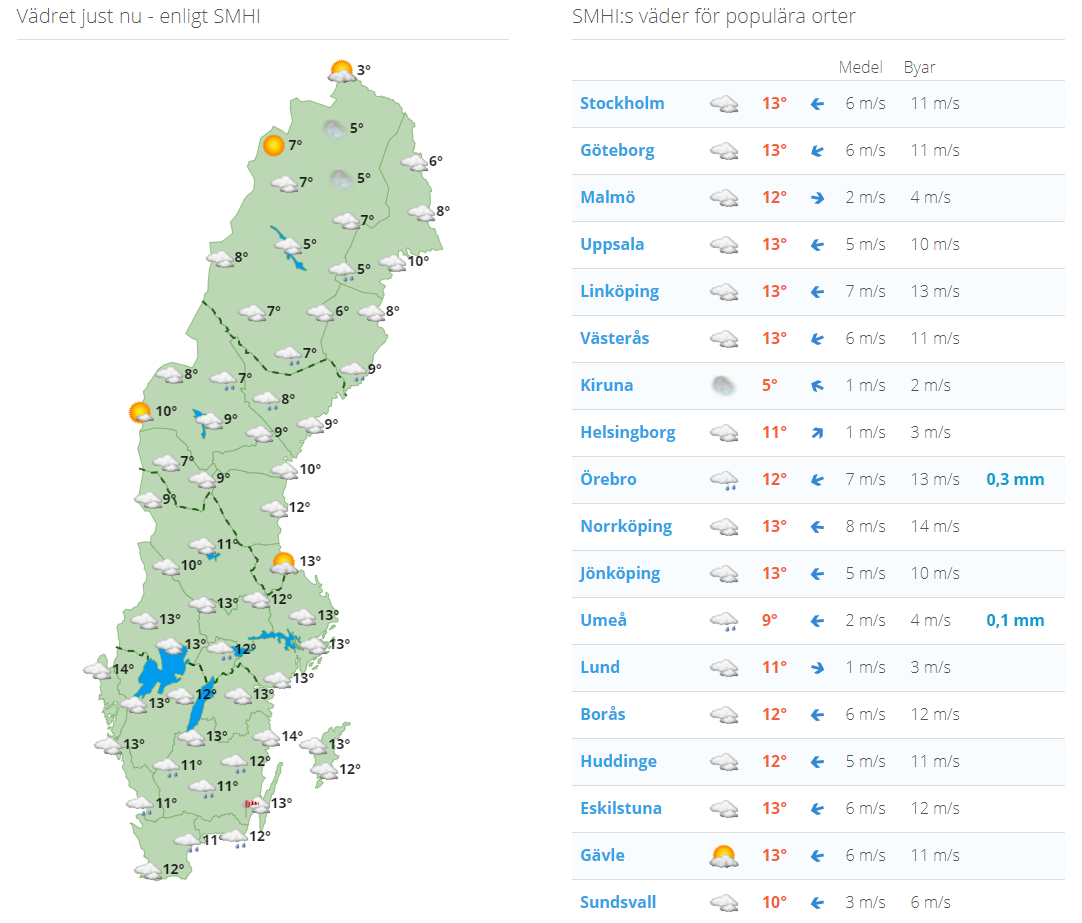 Vädret just nu - enligt SMHI
3°
5°
7°
6°
7°
5°
8°
7°
5°
8°
10°
5°
7°
6°
8°
7°
9°
8°
7°
8°
10°
9°
9°
9°
7°
10°
9°
9°
12°
11°
13°
10°
12°
13°
13°
13°
13°
12°
13°
14°
13°
12°
13°
13°
13°
14°
13°
13°
11°
12°
12°
11°
11°
13°
11°
12°
12°
SMHI:s väder för populära orter
Medel Byar
Stockholm 13° 6 m/s 11 m/s
Göteborg 13° 6 m/s 11 m/s
Malmö 12° 2 m/s 4 m/s
Uppsala 13° 5 m/s 10 m/s
Linköping 13° 7 m/s 13 m/s
Västerås 13° 6 m/s 11 m/s
Kiruna 5° 1 m/s 2 m/s
Helsingborg 11° 1 m/s 3 m/s
Örebro 12° 7 m/s 13 m/s 0,3 mm
Norrköping 13° 8 m/s 14 m/s
Jönköping 13° 5 m/s 10 m/s
Umeå 9° 2 m/s 4 m/s 0,1 mm
Lund 11° 1 m/s 3 m/s
Borås 12° 6 m/s 12 m/s
Huddinge 12° 5 m/s 11 m/s
Eskilstuna 13° 6 m/s 12 m/s
Gävle 13° 6 m/s 11 m/s
Sundsvall 10° 3 m/s 6 m/s